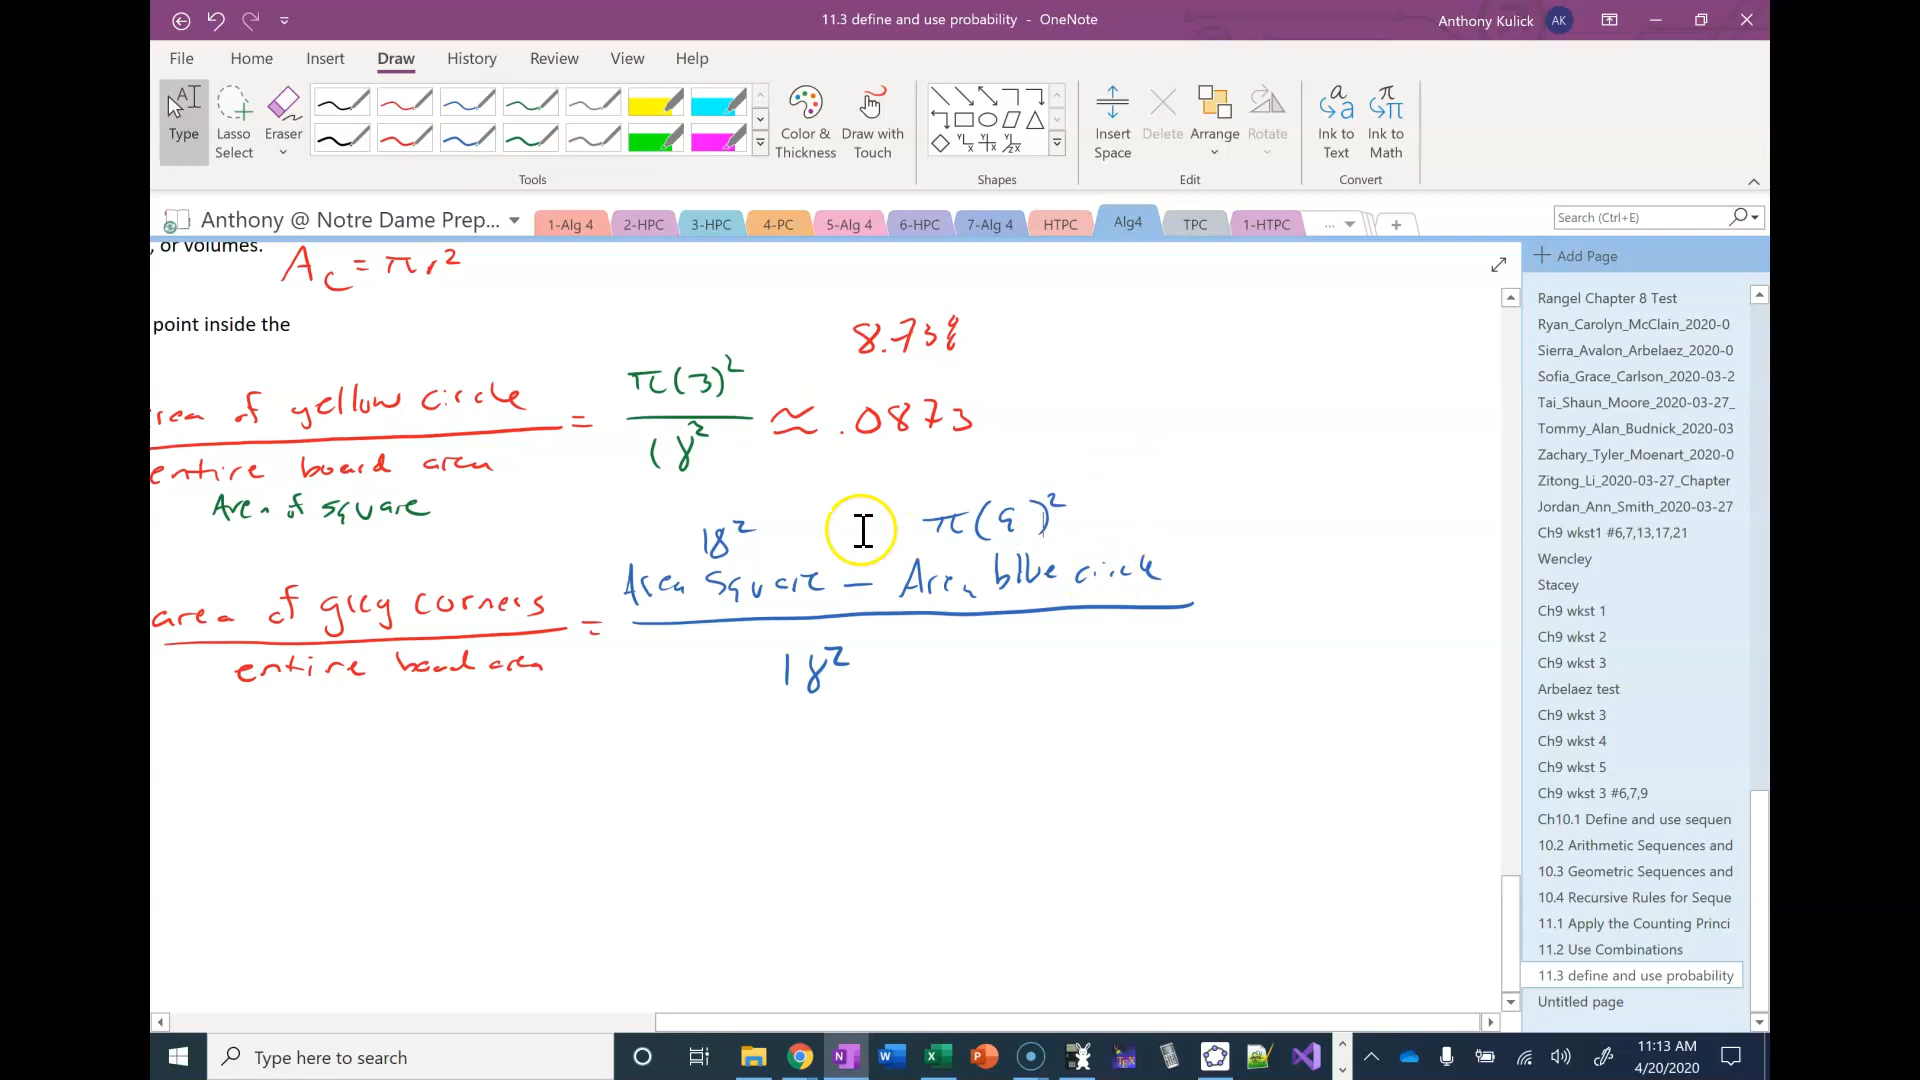 11.3 define and use probability - OneNote
Anthony Kulick AK
File Home Insert Draw History Review View Help
Type
Lasso Select
Eraser
Color & Thickness
Draw with Touch
Insert Space
Delete
Arrange
Rotate
Ink to Text
Ink to Math
Tools Shapes Edit Convert
Anthony @ Notre Dame Prep...
1-Alg 4 2-HPC 3-HPC 4-PC 5-Alg 4 6-HPC 7-Alg 4 HTPC Alg4 TPC 1-HTPC ...
Search (Ctrl+E)
, or volumes.
A_C = πr²
point inside the
8.73%
area of yellow circle = π(3)² ≈ .0873
entire board area 18²
Area of square
18² π(9)²
area of grey corners = Area square - Area blue circle
entire board area 18²
Add Page
Rangel Chapter 8 Test
Ryan_Carolyn_McClain_2020-0
Sierra_Avalon_Arbelaez_2020-0
Sofia_Grace_Carlson_2020-03-2
Tai_Shaun_Moore_2020-03-27_
Tommy_Alan_Budnick_2020-03
Zachary_Tyler_Moenart_2020-0
Zitong_Li_2020-03-27_Chapter
Jordan_Ann_Smith_2020-03-27
Ch9 wkst1 #6,7,13,17,21
Wencley
Stacey
Ch9 wkst 1
Ch9 wkst 2
Ch9 wkst 3
Arbelaez test
Ch9 wkst 3
Ch9 wkst 4
Ch9 wkst 5
Ch9 wkst 3 #6,7,9
Ch10.1 Define and use sequen
10.2 Arithmetic Sequences and
10.3 Geometric Sequences and
10.4 Recursive Rules for Seque
11.1 Apply the Counting Princi
11.2 Use Combinations
11.3 define and use probability
Untitled page
Type here to search
11:13 AM
4/20/2020